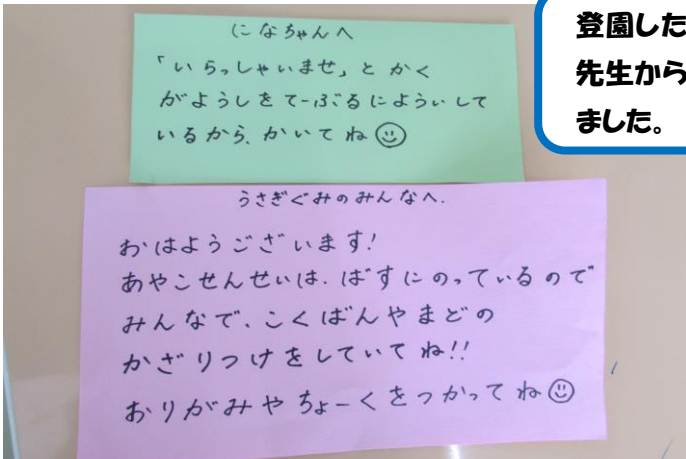 になちゃんへ
「いらっしゃいませ」とかく
がようしをてーぶるによういして
いるから、かいてね
うさぎぐみのみんなへ.
おはようございます!
あやこせんせいは、ばすにのっているので
みんなで、こくばんやまどの
かざりつけをしていてね!!
おりがみやちょーくをつかってね
登園した
先生から
ました。